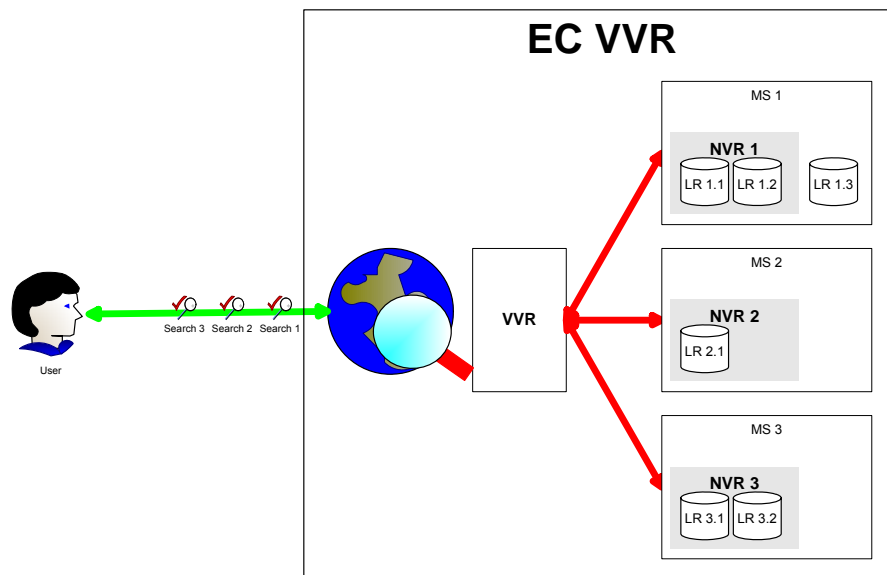 EC VVR
MS 1
NVR 1
LR 1.1
LR 1.2
LR 1.3
MS 2
NVR 2
LR 2.1
MS 3
NVR 3
LR 3.1
LR 3.2
VVR
Search 3
Search 2
Search 1
User